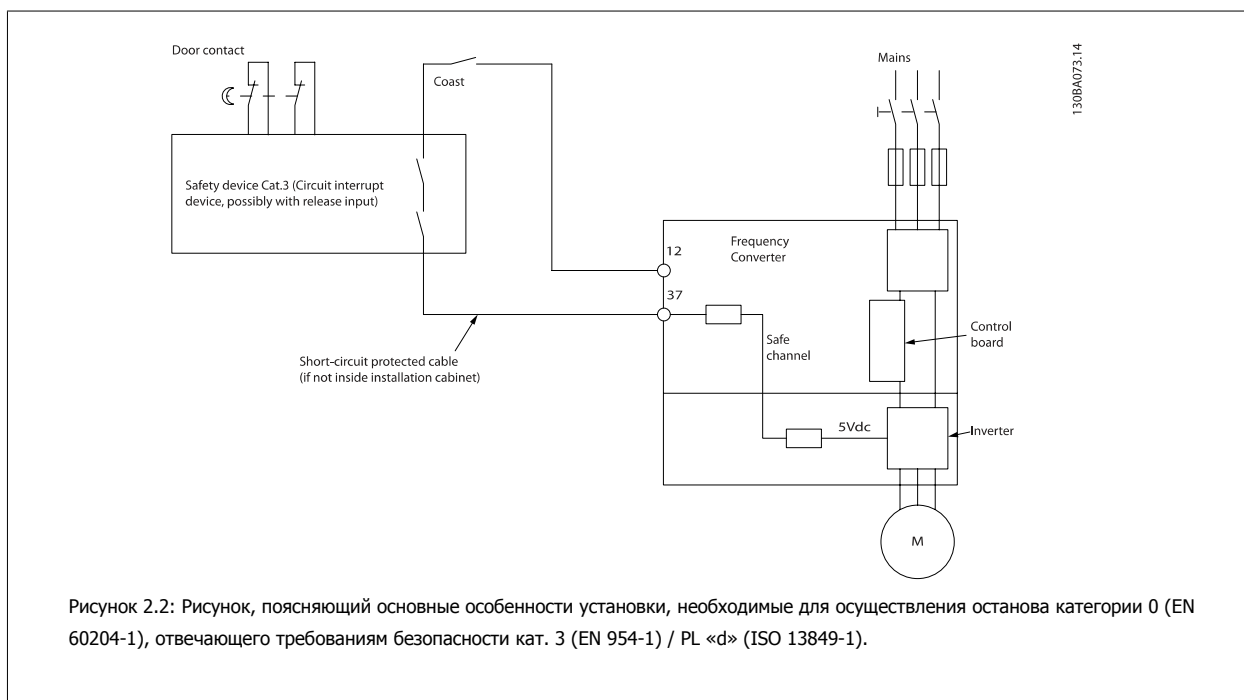 Door contact
Coast
Mains
130BA073.14
Safety device Cat.3 (Circuit interrupt
device, possibly with release input)
12
Frequency
Converter
37
Safe
channel
Control
board
Short-circuit protected cable
(if not inside installation cabinet)
5Vdc
Inverter
M
Рисунок 2.2: Рисунок, поясняющий основные особенности установки, необходимые для осуществления останова категории 0 (EN
60204-1), отвечающего требованиям безопасности кат. 3 (EN 954-1) / PL «d» (ISO 13849-1).